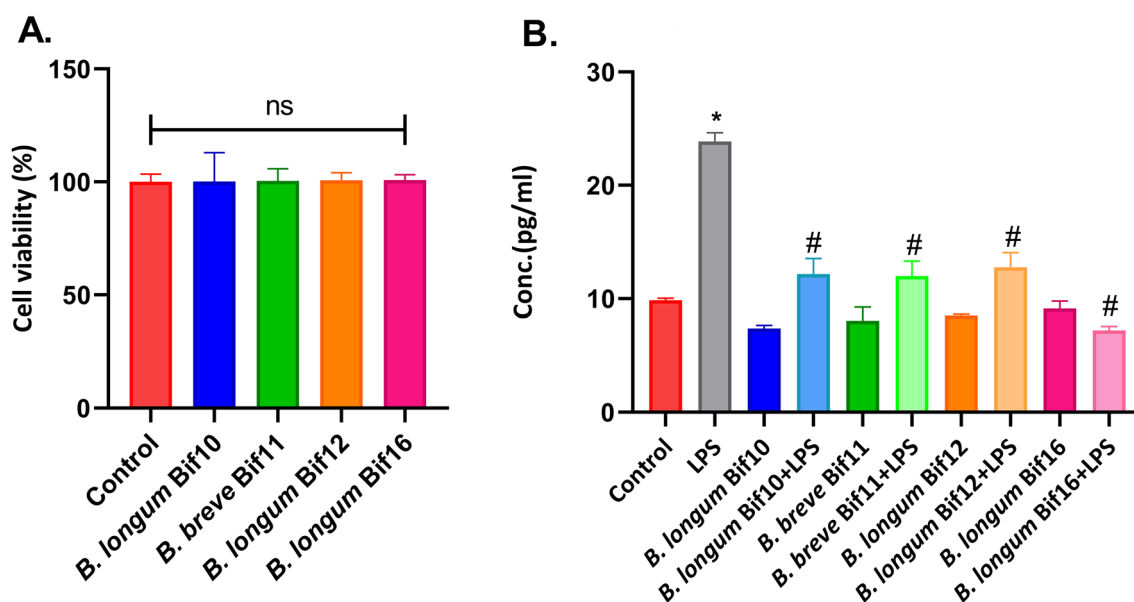 A.
Cell viability (%)
150
100
50
0
ns
Control
B. longum Bif10
B. breve Bif11
B. longum Bif12
B. longum Bif16
B.
Conc.(pg/ml)
30
20
10
0
*
#
#
#
#
Control
LPS
B. longum Bif10
B. longum Bif10+LPS
B. breve Bif11
B. breve Bif11+LPS
B. longum Bif12
B. longum Bif12+LPS
B. longum Bif16
B. longum Bif16+LPS